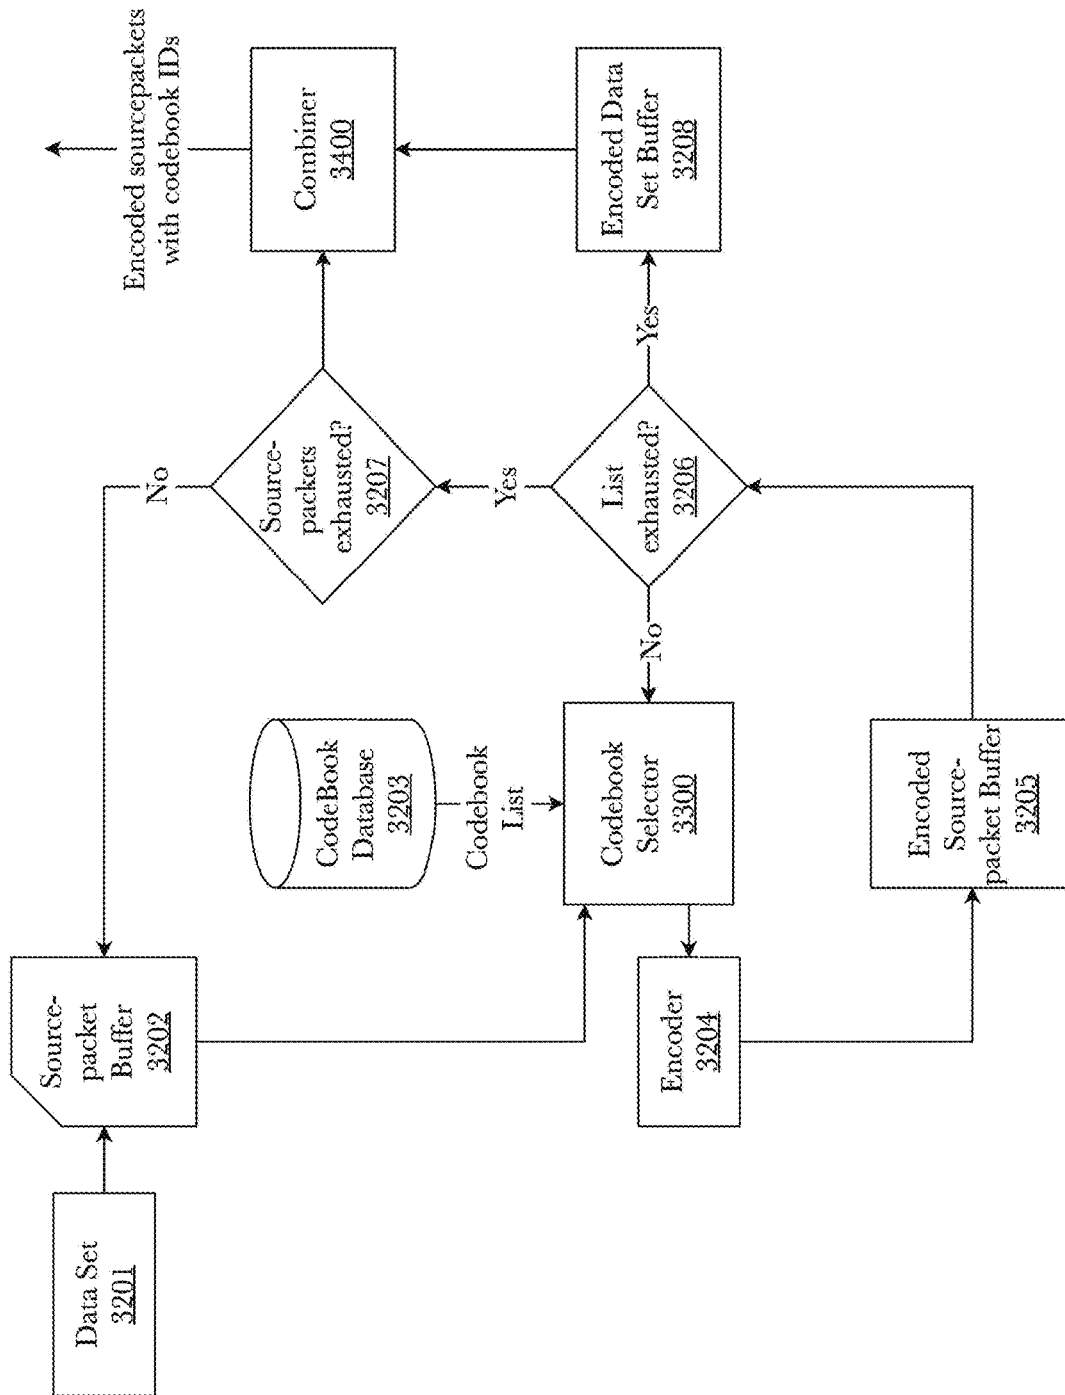 Data Set
3201
Source-
packet
Buffer
3202
No
Source-
packets
exhausted?
3207
Combiner
3400
Encoded sourcepackets
with codebook IDs
CodeBook
Database
3203
Codebook
List
Codebook
Selector
3300
No
List
exhausted?
3206
Yes
Yes
Encoded Data
Set Buffer
3208
Encoder
3204
Encoded
Source-
packet Buffer
3205